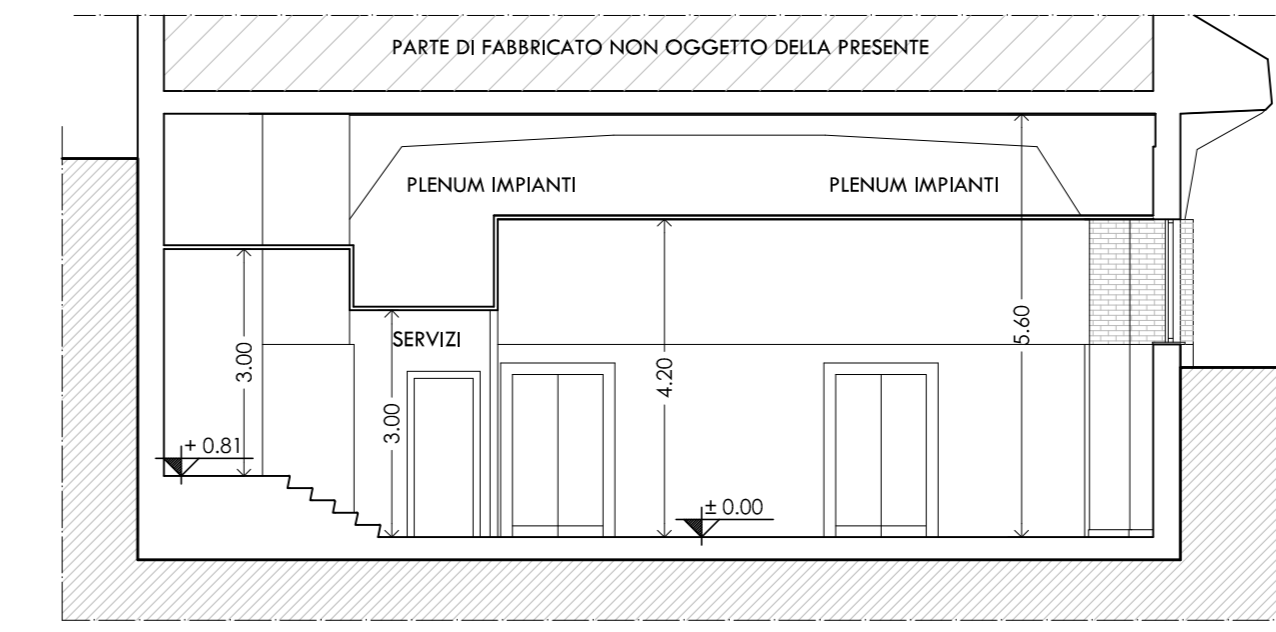 PARTE DI FABBRICATO NON OGGETTO DELLA PRESENTE
PLENUM IMPIANTI
PLENUM IMPIANTI
SERVIZI
3.00
3.00
4.20
5.60
+ 0.81
± 0.00